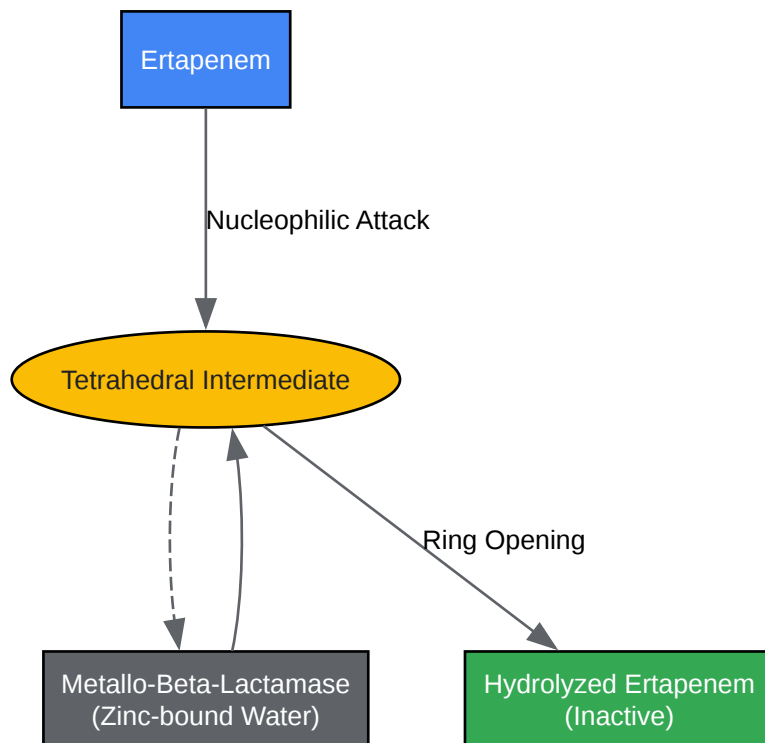 Ertapenem
Nucleophilic Attack
Tetrahedral Intermediate
Ring Opening
Metallo-Beta-Lactamase
(Zinc-bound Water)
Hydrolyzed Ertapenem
(Inactive)